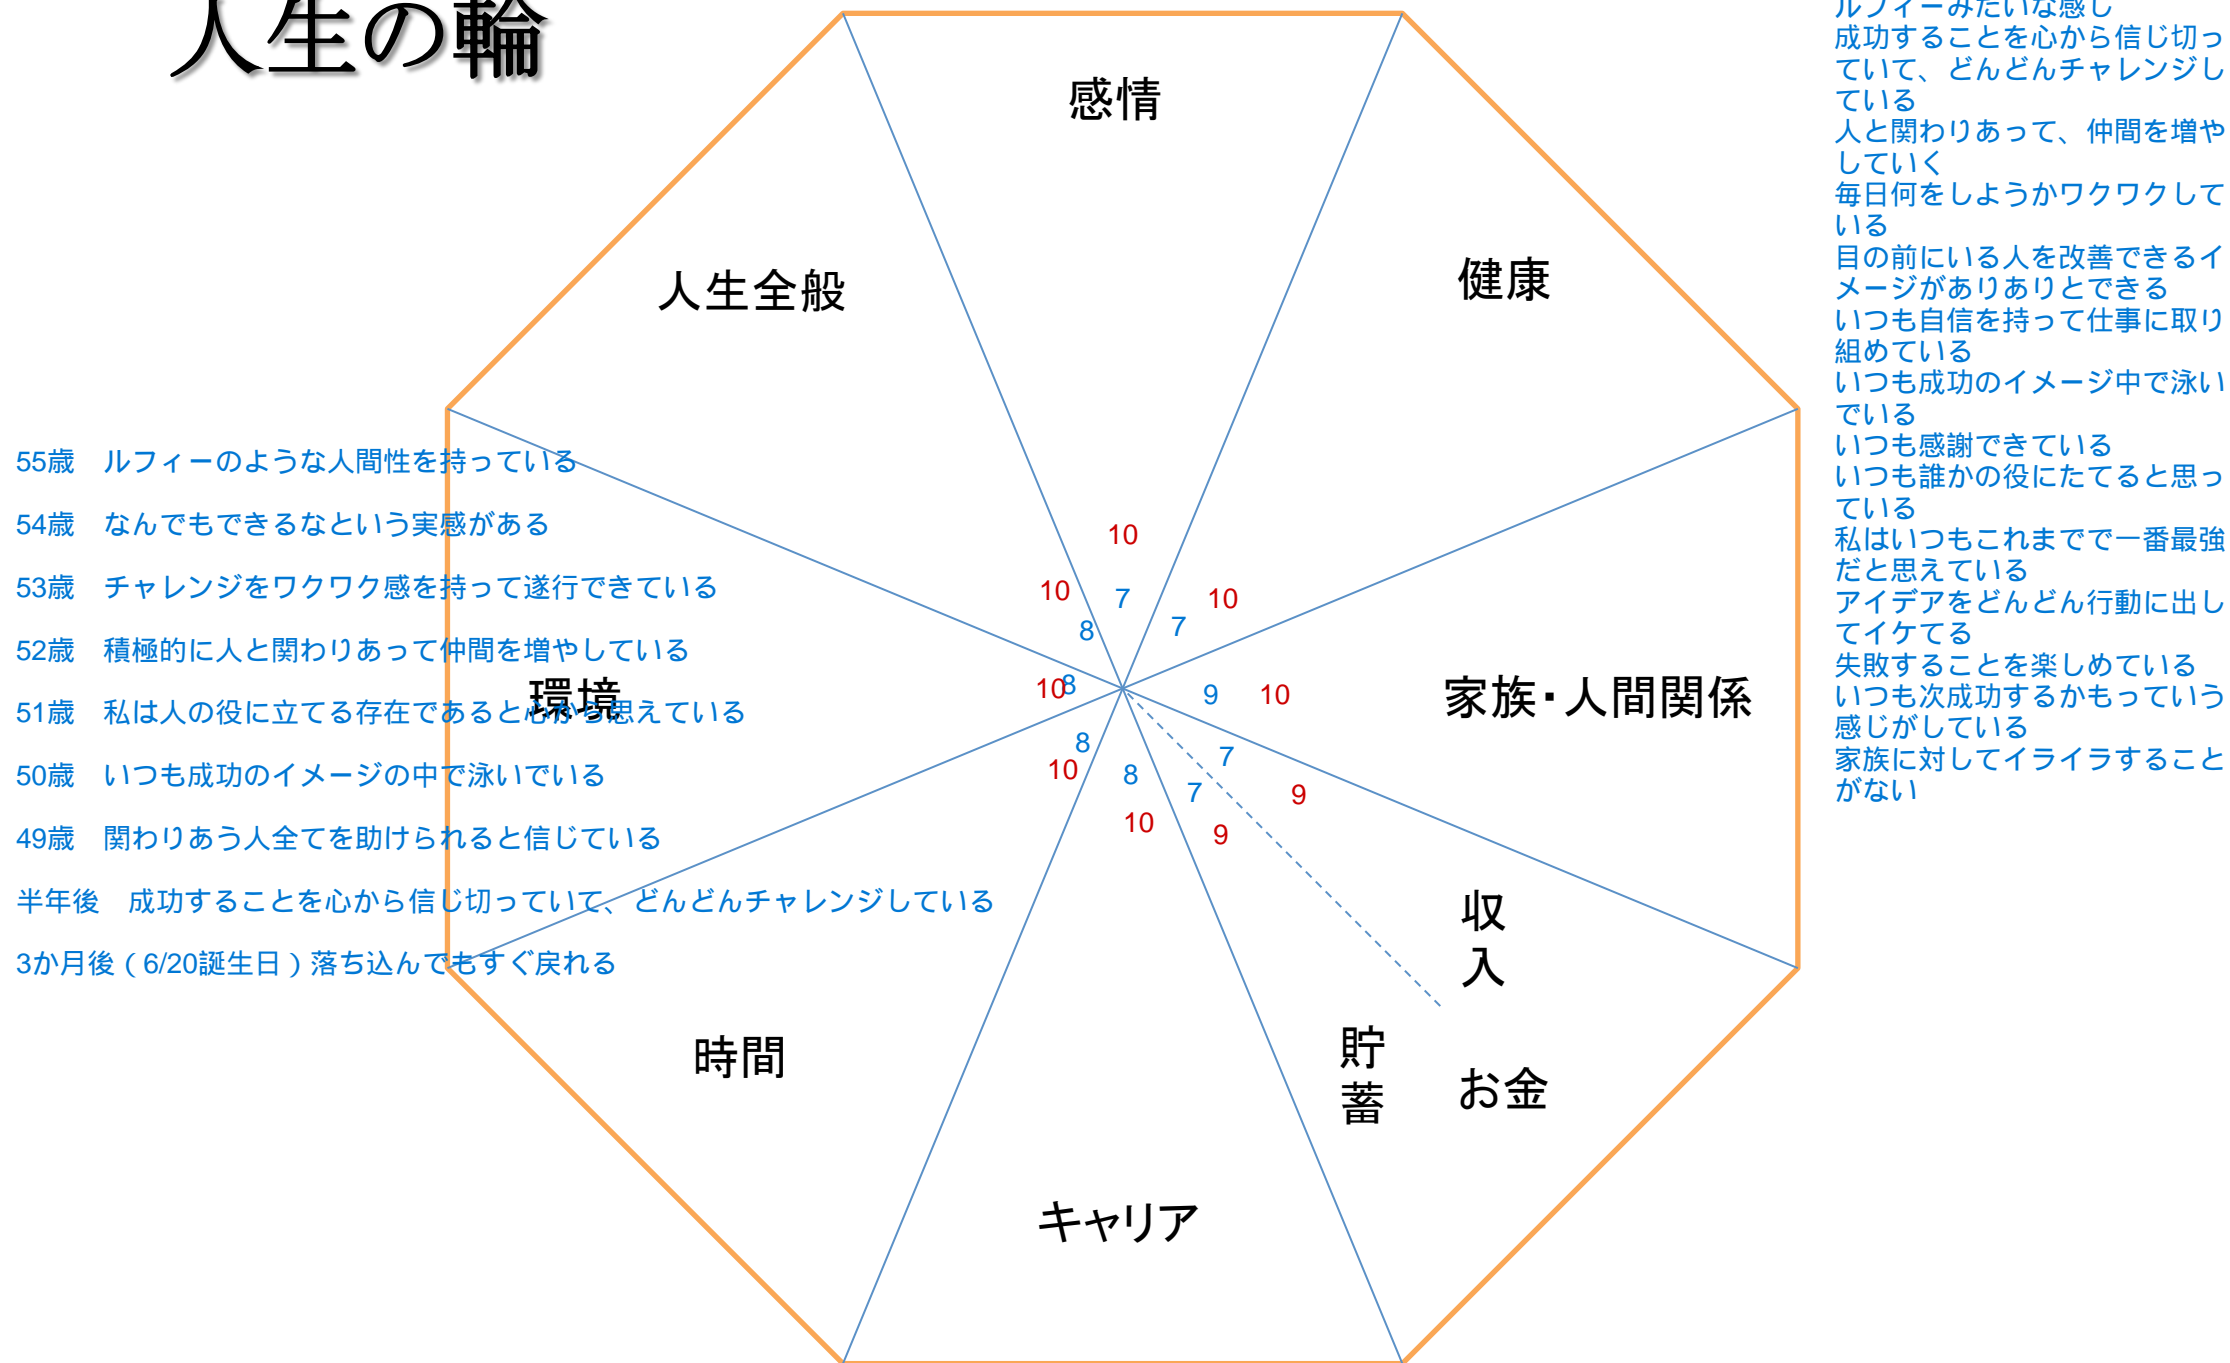 人生の輪
感情
人生全般
健康
環境
家族・人間関係
収入
貯蓄
お金
時間
キャリア
10
7
10
8
10
7
10
8
9
10
8
10
7
9
8
10
7
9
55歳　ルフィーのような人間性を持っている
54歳　なんでもできるなという実感がある
53歳　チャレンジをワクワク感を持って遂行できている
52歳　積極的に人と関わりあって仲間を増やしている
51歳　私は人の役に立てる存在であると心から思えている
50歳　いつも成功のイメージの中で泳いでいる
49歳　関わりあう人全てを助けられると信じている
半年後　成功することを心から信じ切っていて、どんどんチャレンジしている
3か月後（6/20誕生日）落ち込んでもすぐ戻れる
ルフィーみたいな感じ
成功することを心から信じ切っ
ていて、どんどんチャレンジし
ている
人と関わりあって、仲間を増や
していく
毎日何をしようかワクワクして
いる
目の前にいる人を改善できるイ
メージがありありとできる
いつも自信を持って仕事に取り
組めている
いつも成功のイメージ中で泳い
でいる
いつも感謝できている
いつも誰かの役にたてると思っ
ている
私はいつもこれまでで一番最強
だと思えている
アイデアをどんどん行動に出し
てイケてる
失敗することを楽しめている
いつも次成功するかもっていう
感じがしている
家族に対してイライラすること
がない